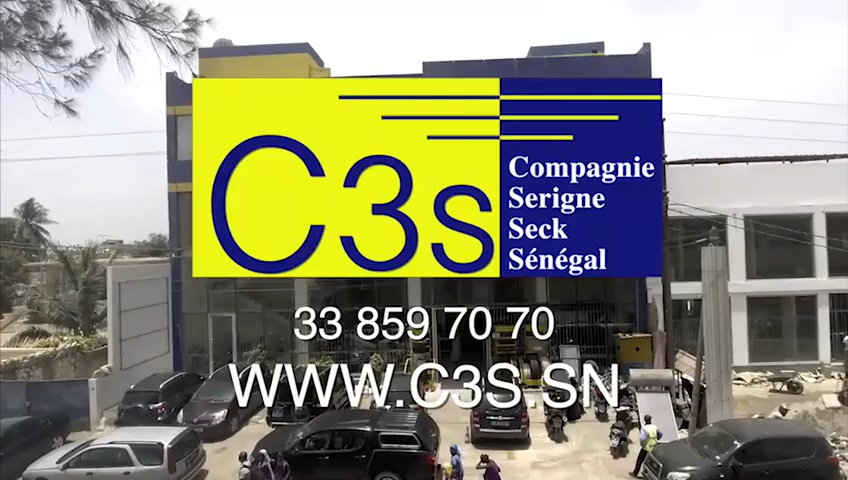 C3s
Compagnie
Serigne
Seck
Sénégal
33 859 70 70
WWW.C3S.SN